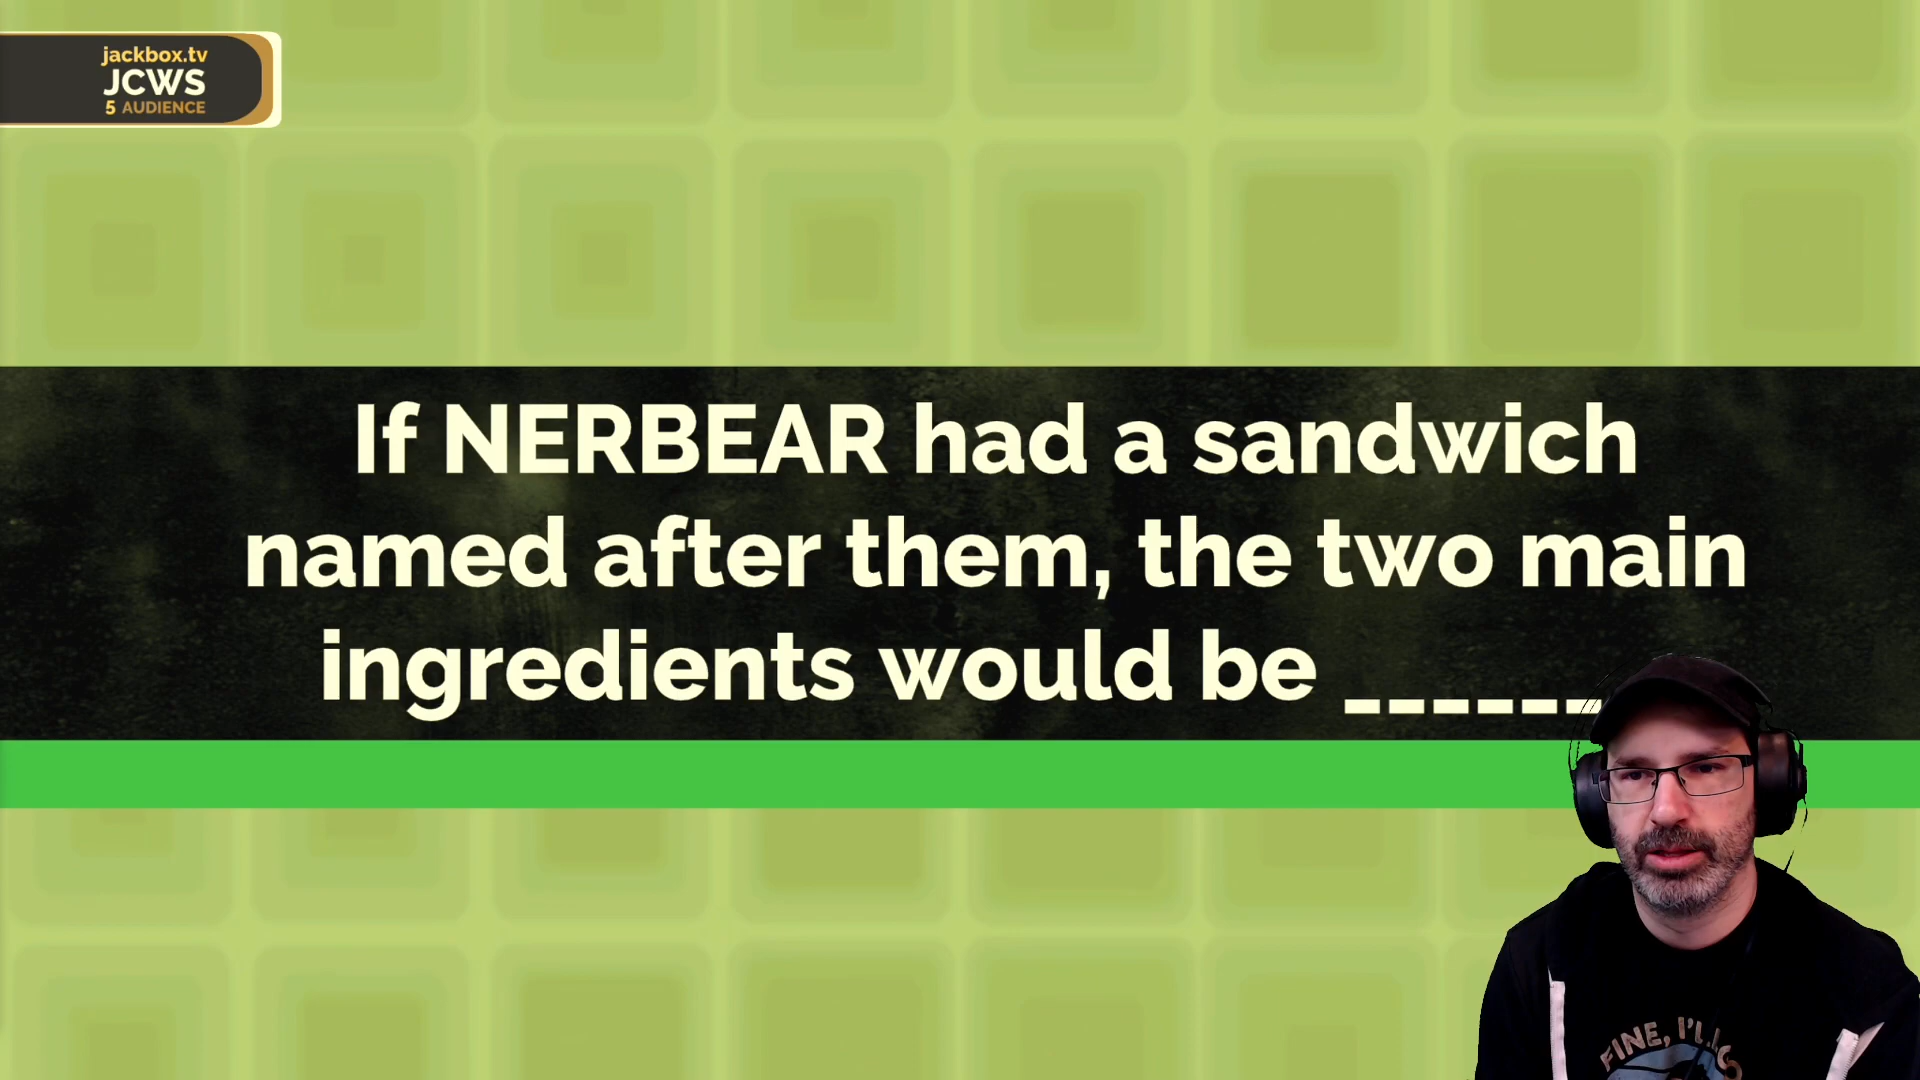 jackbox.tv
JCWS
5 AUDIENCE
If NERBEAR had a sandwich
named after them, the two main
ingredients would be ______
FINE, I'LL